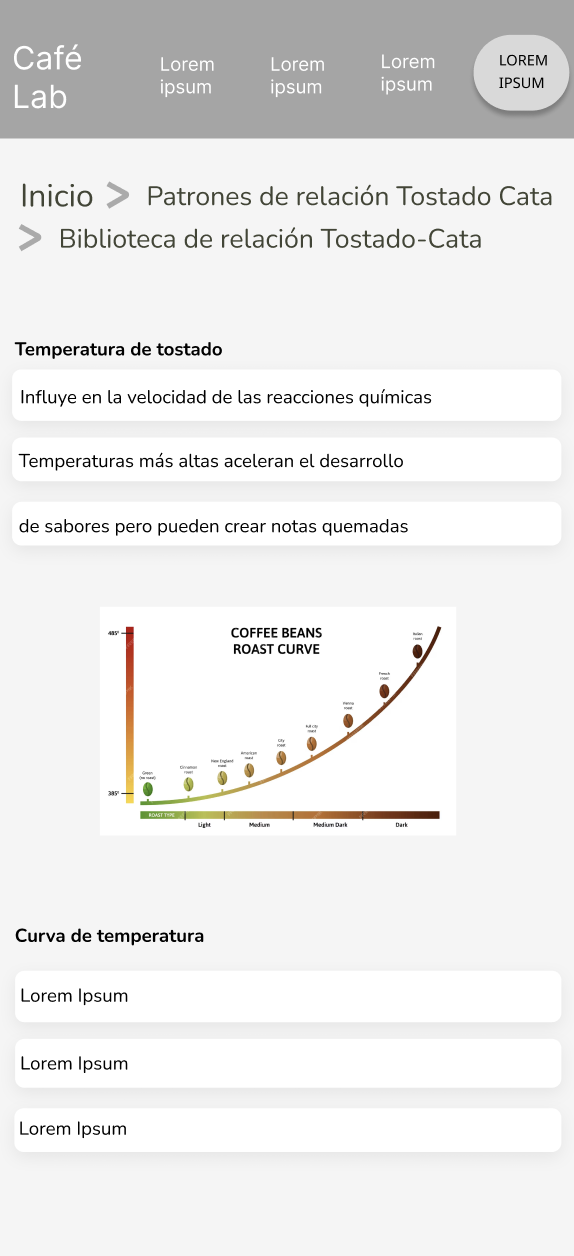 Café
Lab
Lorem
ipsum
Lorem
ipsum
Lorem
ipsum
LOREM
IPSUM
Inicio > Patrones de relación Tostado Cata
> Biblioteca de relación Tostado-Cata
Temperatura de tostado
Influye en la velocidad de las reacciones químicas
Temperaturas más altas aceleran el desarrollo
de sabores pero pueden crear notas quemadas
COFFEE BEANS
ROAST CURVE
485°
385°
Green
(no roast)
Cinnamon
roast
New England
roast
American
roast
City
roast
Full city
roast
Vienna
roast
French
roast
Italian
roast
ROAST TYPE
Light
Medium
Medium Dark
Dark
Curva de temperatura
Lorem Ipsum
Lorem Ipsum
Lorem Ipsum